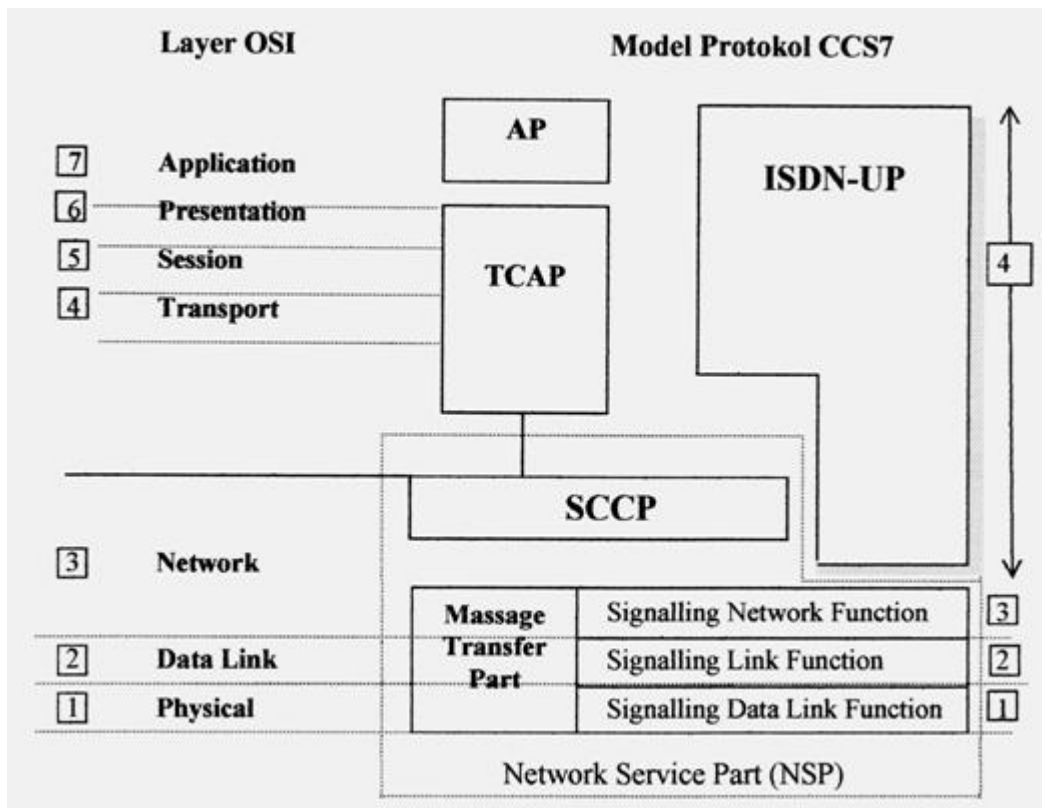 Layer OSI
Model Protokol CCS7
AP
ISDN-UP
7 Application
6 Presentation
5 Session
4 Transport
TCAP
4
SCCP
3 Network
Massage
Transfer
Part
Signalling Network Function
3
2 Data Link
Signalling Link Function
2
1 Physical
Signalling Data Link Function
1
Network Service Part (NSP)